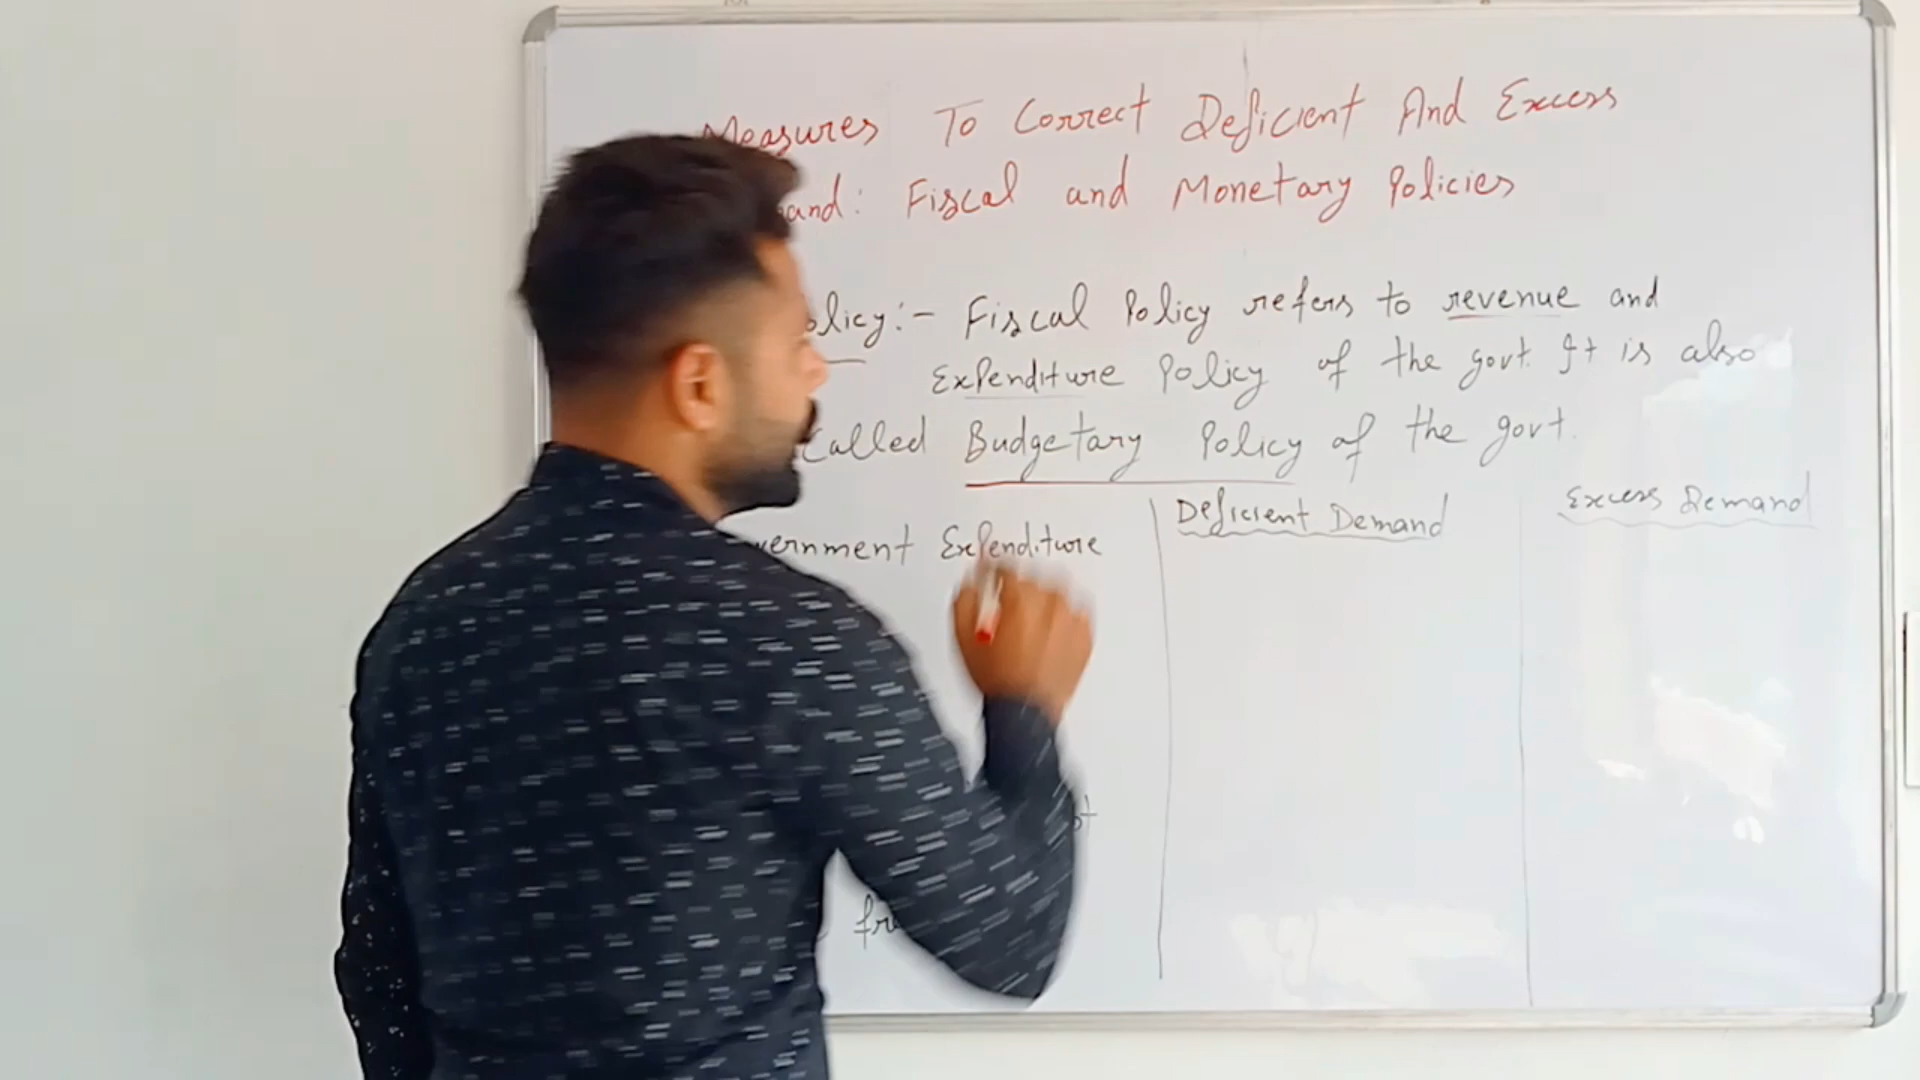 Measures To Correct Deficient And Excess
and: Fiscal and Monetary Policies
olicy:- Fiscal Policy refers to revenue and
Expenditure Policy of the govt. It is also
Called Budgetary Policy of the govt.
Deficient Demand Excess Demand
vernment Expenditure